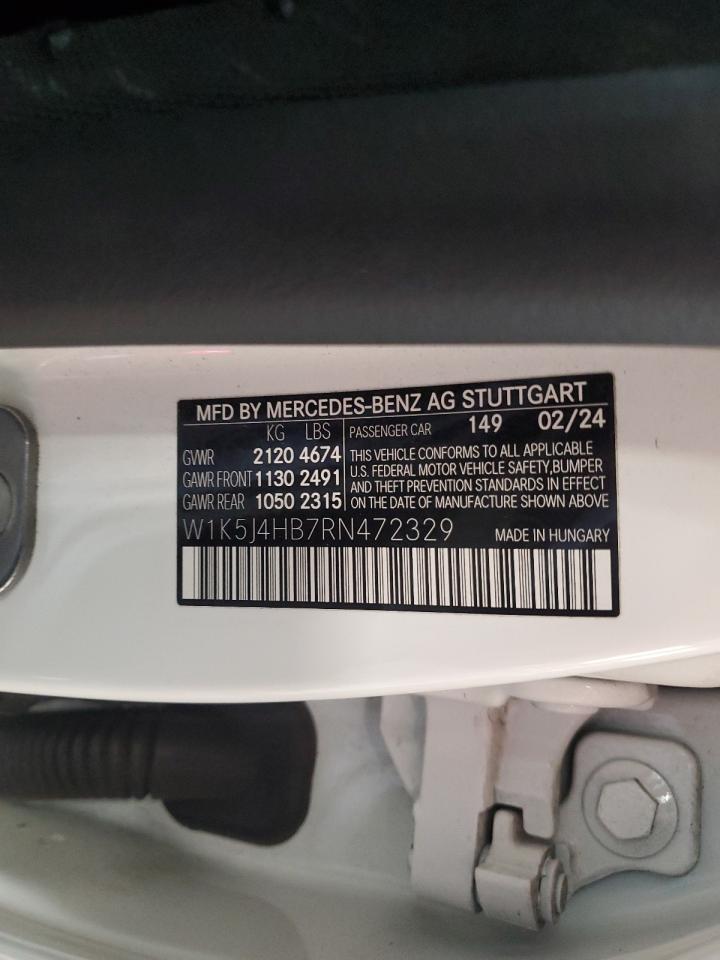 MFD BY MERCEDES-BENZ AG STUTTGART
KG LBS PASSENGER CAR 149 02/24
GVWR 2120 4674
GAWR FRONT 1130 2491
GAWR REAR 1050 2315
THIS VEHICLE CONFORMS TO ALL APPLICABLE
U.S. FEDERAL MOTOR VEHICLE SAFETY,BUMPER
AND THEFT PREVENTION STANDARDS IN EFFECT
ON THE DATE OF MANUFACTURE SHOWN ABOVE
W1K5J4HB7RN472329 MADE IN HUNGARY